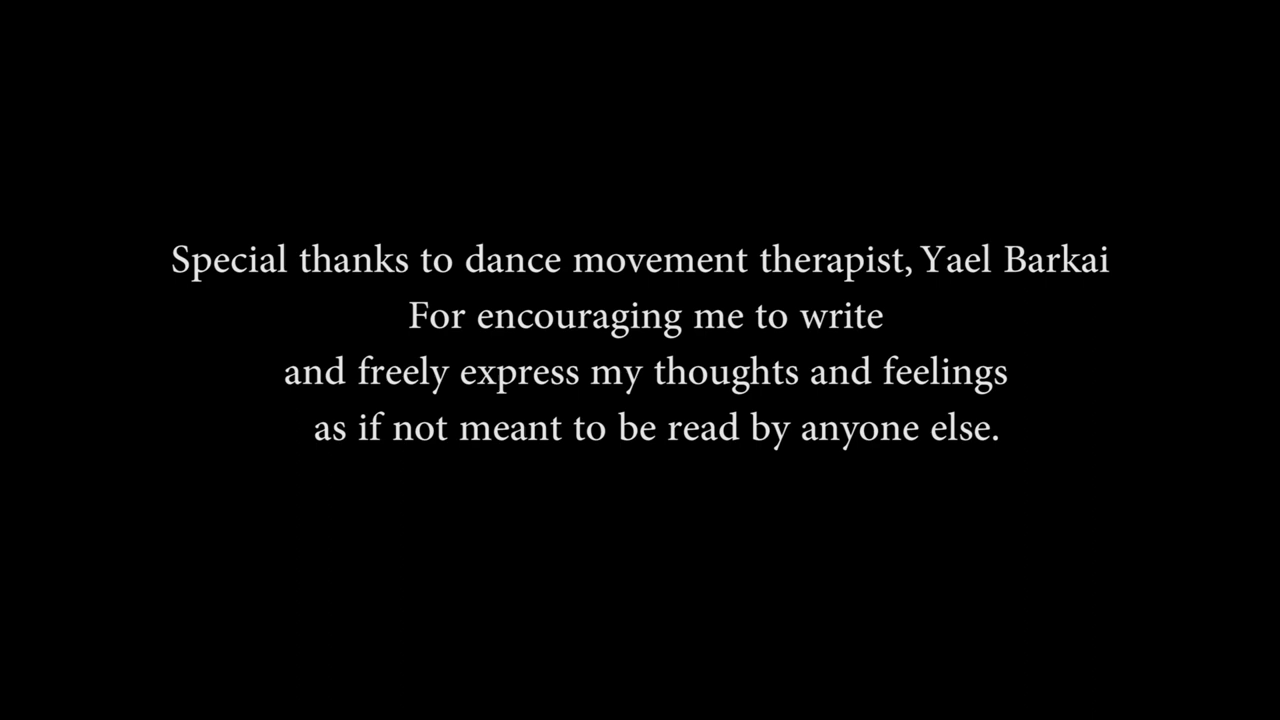 Special thanks to dance movement therapist, Yael Barkai
For encouraging me to write
and freely express my thoughts and feelings
as if not meant to be read by anyone else.